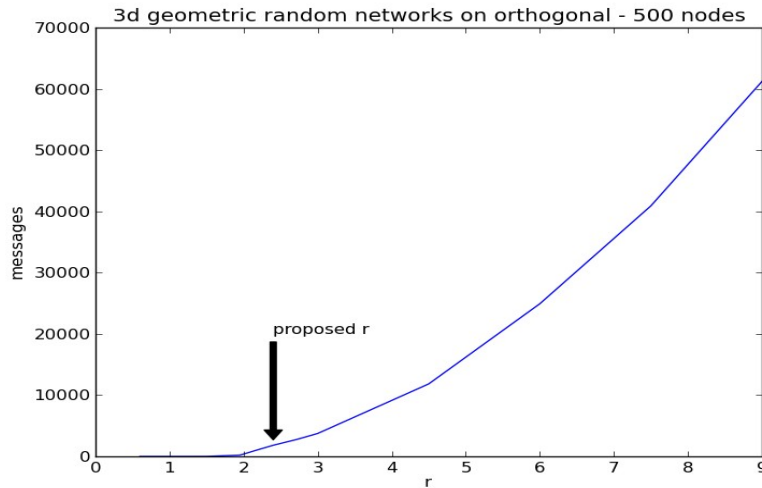 3d geometric random networks on orthogonal - 500 nodes
70000
60000
50000
40000
30000
20000
10000
0
messages
proposed r
0 1 2 3 4 5 6 7 8 9
r